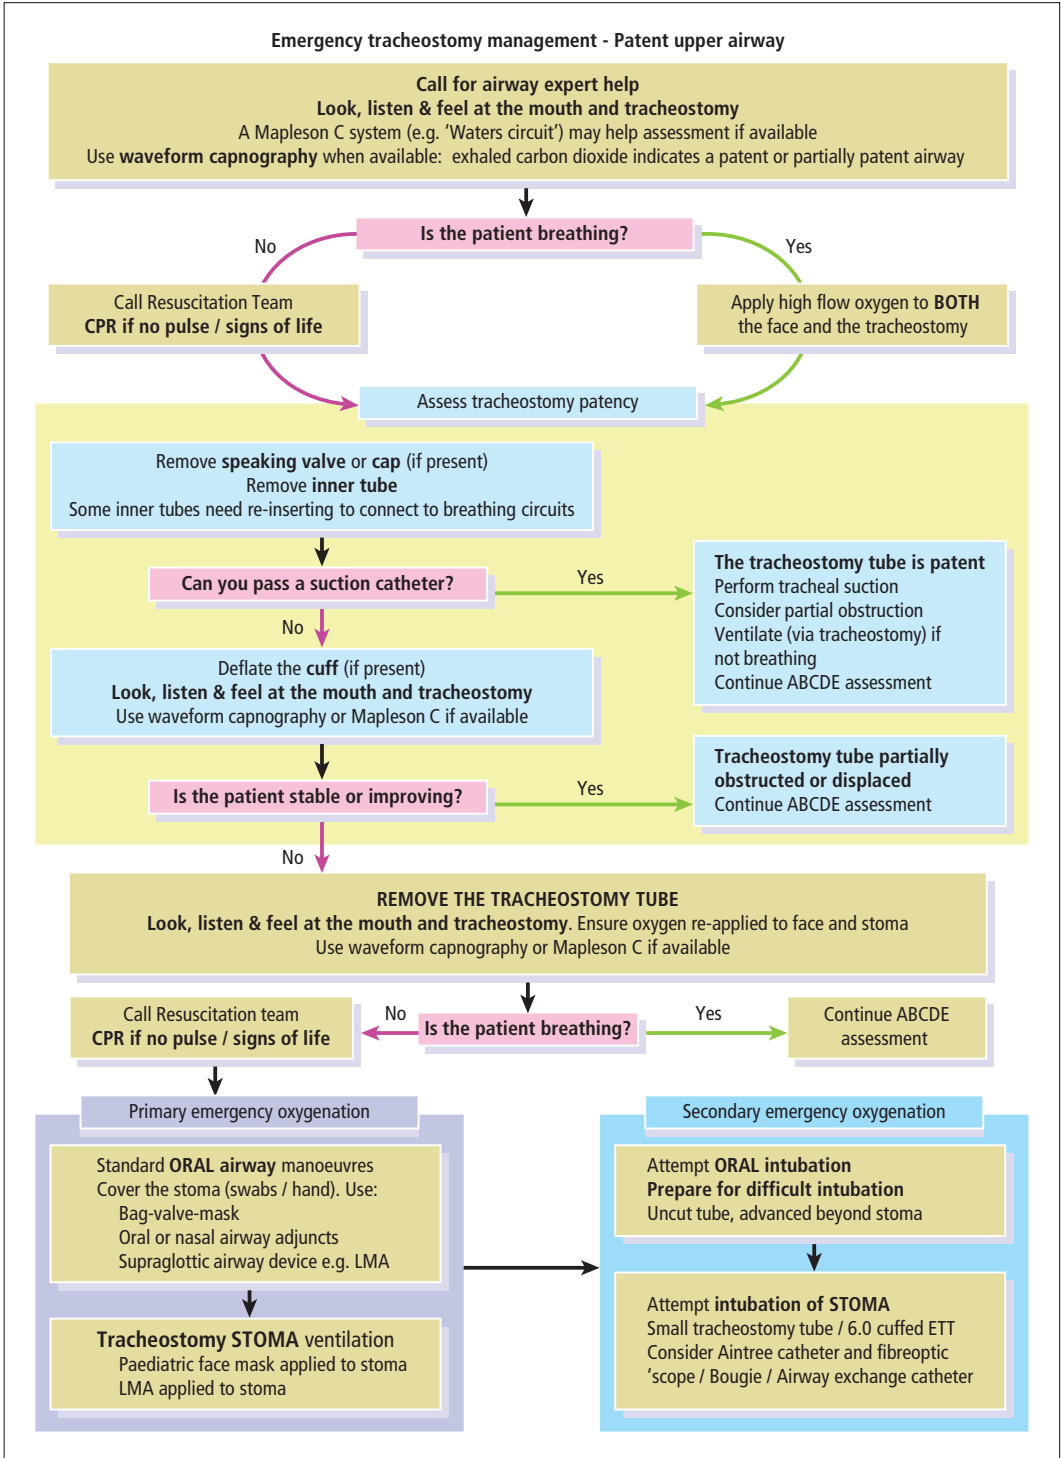 Emergency tracheostomy management - Patent upper airway
Call for airway expert help
Look, listen & feel at the mouth and tracheostomy
A Mapleson C system (e.g. ‘Waters circuit’) may help assessment if available
Use waveform capnography when available: exhaled carbon dioxide indicates a patent or partially patent airway
Is the patient breathing?
No
Yes
Call Resuscitation Team
CPR if no pulse / signs of life
Apply high flow oxygen to BOTH
the face and the tracheostomy
Assess tracheostomy patency
Remove speaking valve or cap (if present)
Remove inner tube
Some inner tubes need re-inserting to connect to breathing circuits
Can you pass a suction catheter?
Yes
The tracheostomy tube is patent
Perform tracheal suction
Consider partial obstruction
Ventilate (via tracheostomy) if
not breathing
Continue ABCDE assessment
No
Deflate the cuff (if present)
Look, listen & feel at the mouth and tracheostomy
Use waveform capnography or Mapleson C if available
Is the patient stable or improving?
Yes
Tracheostomy tube partially
obstructed or displaced
Continue ABCDE assessment
No
REMOVE THE TRACHEOSTOMY TUBE
Look, listen & feel at the mouth and tracheostomy. Ensure oxygen re-applied to face and stoma
Use waveform capnography or Mapleson C if available
Is the patient breathing?
No
Yes
Call Resuscitation team
CPR if no pulse / signs of life
Continue ABCDE
assessment
Primary emergency oxygenation
Standard ORAL airway manoeuvres
Cover the stoma (swabs / hand). Use:
Bag-valve-mask
Oral or nasal airway adjuncts
Supraglottic airway device e.g. LMA
Tracheostomy STOMA ventilation
Paediatric face mask applied to stoma
LMA applied to stoma
Secondary emergency oxygenation
Attempt ORAL intubation
Prepare for difficult intubation
Uncut tube, advanced beyond stoma
Attempt intubation of STOMA
Small tracheostomy tube / 6.0 cuffed ETT
Consider Aintree catheter and fibreoptic
‘scope / Bougie / Airway exchange catheter